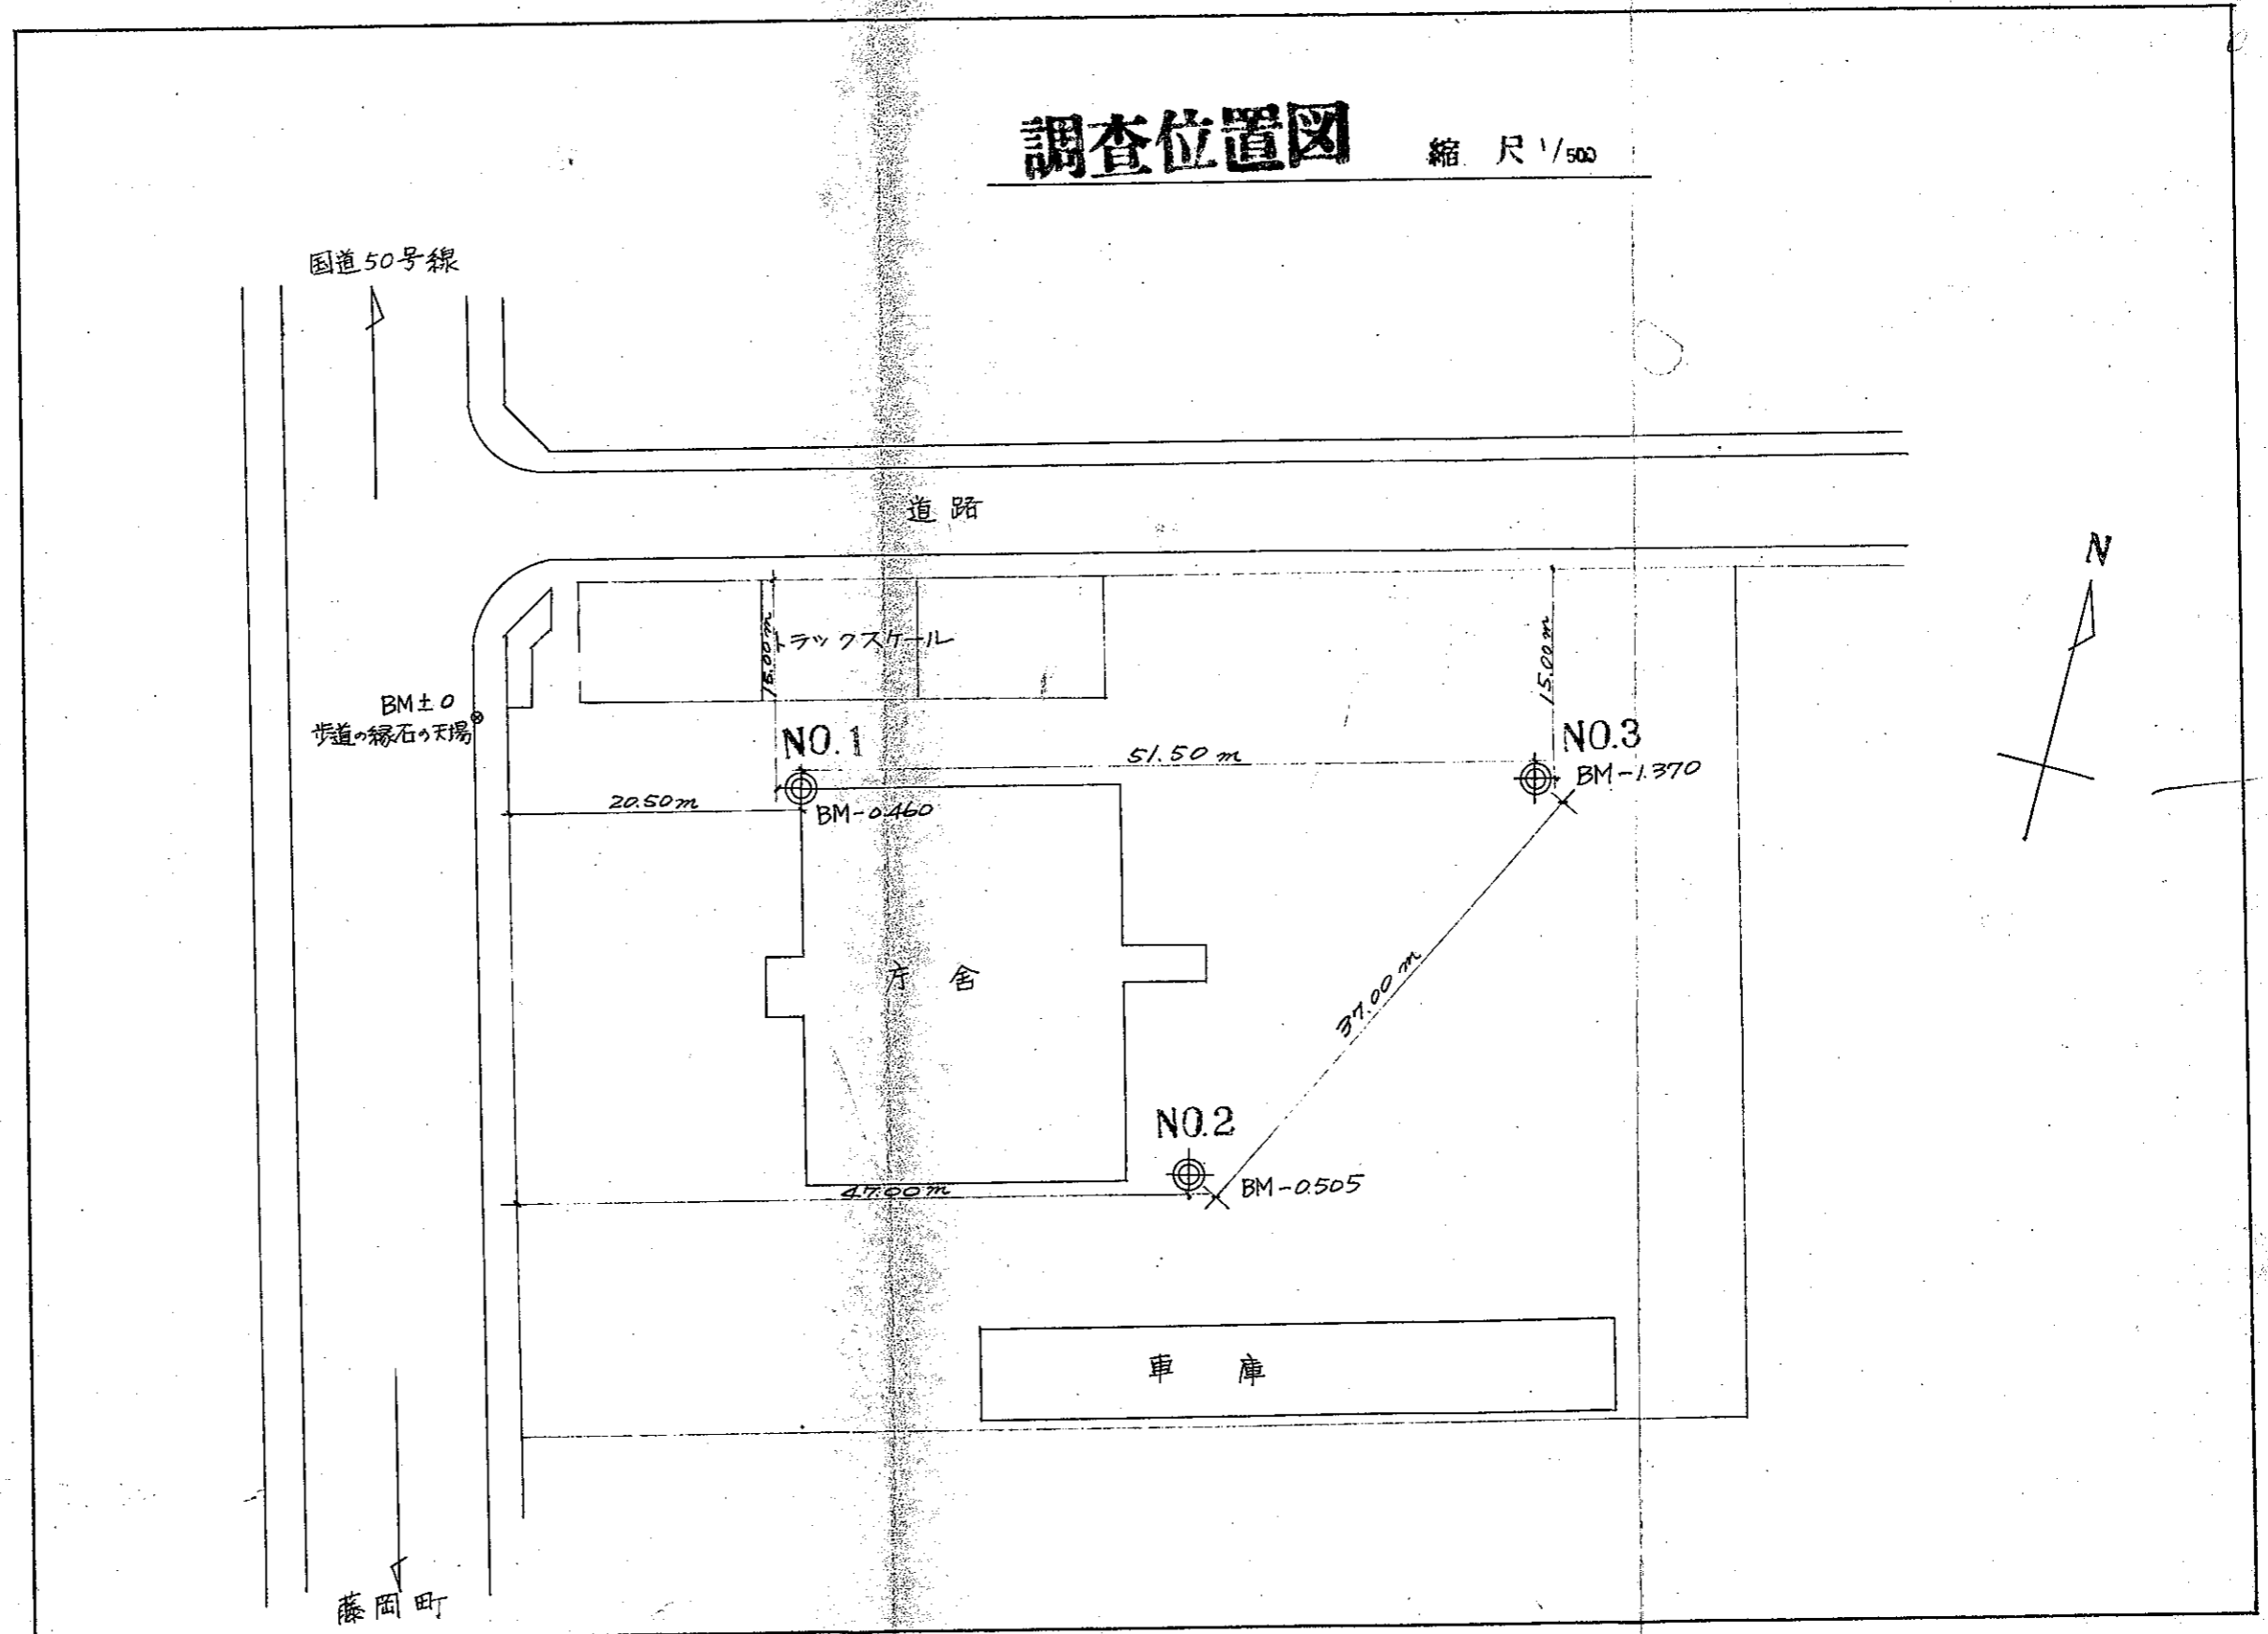 調査位置図 縮尺 1/500
国道50号線
道路
N
トラックスケール
15.00m
15.00m
BM±0
歩道の縁石の天場
NO.1
51.50m
NO.3
BM-1.370
20.50m
BM-0.460
庁舎
37.00m
NO.2
47.00m
BM-0.505
車庫
藤岡町